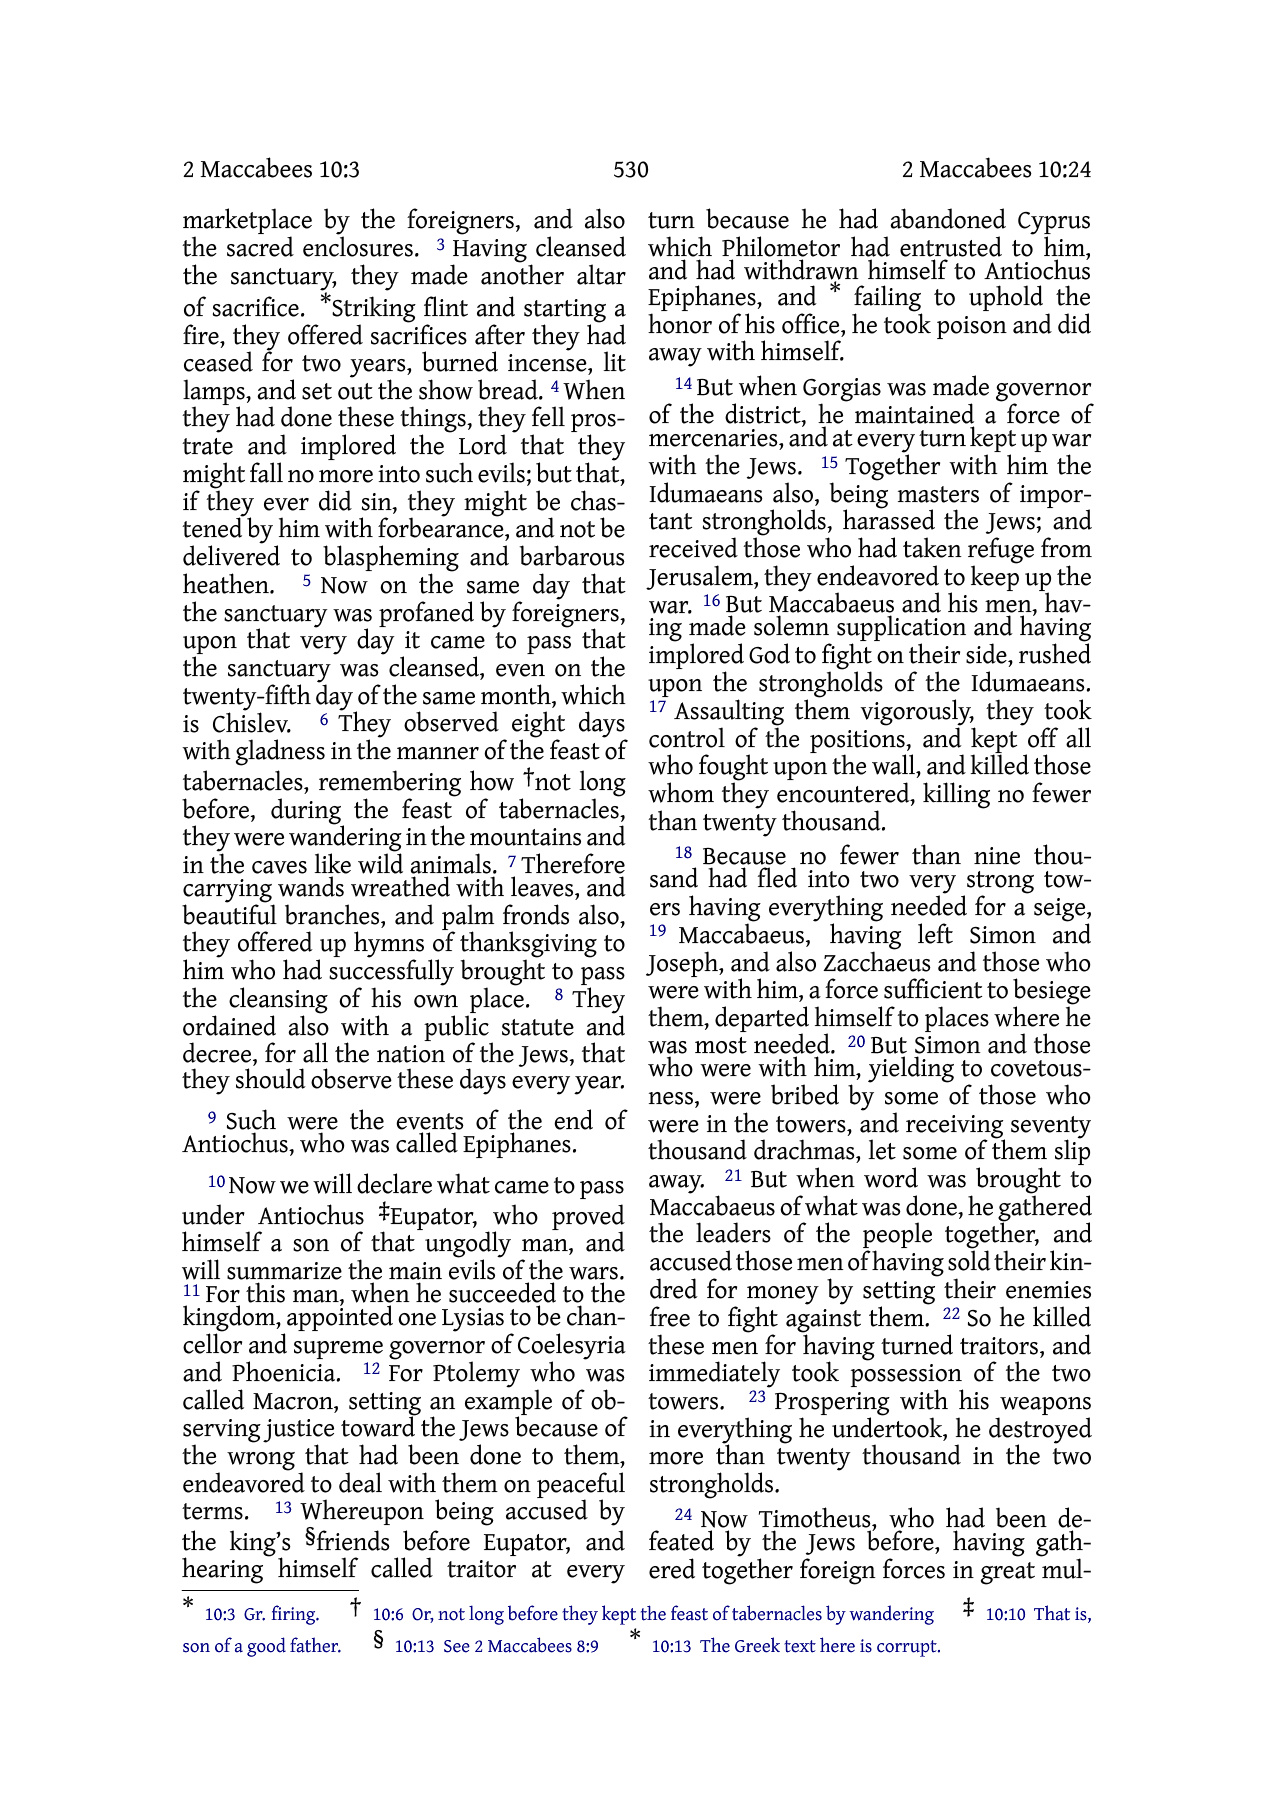 2 Maccabees 10:3 530 2 Maccabees 10:24
marketplace by the foreigners, and also
the sacred enclosures. 3 Having cleansed
the sanctuary, they made another altar
of sacrifice. *Striking flint and starting a
fire, they offered sacrifices after they had
ceased for two years, burned incense, lit
lamps, and set out the show bread. 4 When
they had done these things, they fell pros-
trate and implored the Lord that they
might fall no more into such evils; but that,
if they ever did sin, they might be chas-
tened by him with forbearance, and not be
delivered to blaspheming and barbarous
heathen. 5 Now on the same day that
the sanctuary was profaned by foreigners,
upon that very day it came to pass that
the sanctuary was cleansed, even on the
twenty-fifth day of the same month, which
is Chislev. 6 They observed eight days
with gladness in the manner of the feast of
tabernacles, remembering how †not long
before, during the feast of tabernacles,
they were wandering in the mountains and
in the caves like wild animals. 7 Therefore
carrying wands wreathed with leaves, and
beautiful branches, and palm fronds also,
they offered up hymns of thanksgiving to
him who had successfully brought to pass
the cleansing of his own place. 8 They
ordained also with a public statute and
decree, for all the nation of the Jews, that
they should observe these days every year.
9 Such were the events of the end of
Antiochus, who was called Epiphanes.
10 Now we will declare what came to pass
under Antiochus ‡Eupator, who proved
himself a son of that ungodly man, and
will summarize the main evils of the wars.
11 For this man, when he succeeded to the
kingdom, appointed one Lysias to be chan-
cellor and supreme governor of Coelesyria
and Phoenicia. 12 For Ptolemy who was
called Macron, setting an example of ob-
serving justice toward the Jews because of
the wrong that had been done to them,
endeavored to deal with them on peaceful
terms. 13 Whereupon being accused by
the king's §friends before Eupator, and
hearing himself called traitor at every
turn because he had abandoned Cyprus
which Philometor had entrusted to him,
and had withdrawn himself to Antiochus
Epiphanes, and * failing to uphold the
honor of his office, he took poison and did
away with himself.
14 But when Gorgias was made governor
of the district, he maintained a force of
mercenaries, and at every turn kept up war
with the Jews. 15 Together with him the
Idumaeans also, being masters of impor-
tant strongholds, harassed the Jews; and
received those who had taken refuge from
Jerusalem, they endeavored to keep up the
war. 16 But Maccabaeus and his men, hav-
ing made solemn supplication and having
implored God to fight on their side, rushed
upon the strongholds of the Idumaeans.
17 Assaulting them vigorously, they took
control of the positions, and kept off all
who fought upon the wall, and killed those
whom they encountered, killing no fewer
than twenty thousand.
18 Because no fewer than nine thou-
sand had fled into two very strong tow-
ers having everything needed for a seige,
19 Maccabaeus, having left Simon and
Joseph, and also Zacchaeus and those who
were with him, a force sufficient to besiege
them, departed himself to places where he
was most needed. 20 But Simon and those
who were with him, yielding to covetous-
ness, were bribed by some of those who
were in the towers, and receiving seventy
thousand drachmas, let some of them slip
away. 21 But when word was brought to
Maccabaeus of what was done, he gathered
the leaders of the people together, and
accused those men of having sold their kin-
dred for money by setting their enemies
free to fight against them. 22 So he killed
these men for having turned traitors, and
immediately took possession of the two
towers. 23 Prospering with his weapons
in everything he undertook, he destroyed
more than twenty thousand in the two
strongholds.
24 Now Timotheus, who had been de-
feated by the Jews before, having gath-
ered together foreign forces in great mul-
* 10:3 Gr. firing. † 10:6 Or, not long before they kept the feast of tabernacles by wandering ‡ 10:10 That is,
son of a good father. § 10:13 See 2 Maccabees 8:9 * 10:13 The Greek text here is corrupt.